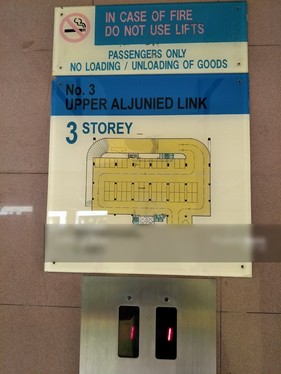 IN CASE OF FIRE
DO NOT USE LIFTS
PASSENGERS ONLY
NO LOADING / UNLOADING OF GOODS
No. 3
UPPER ALJUNIED LINK
3 STOREY